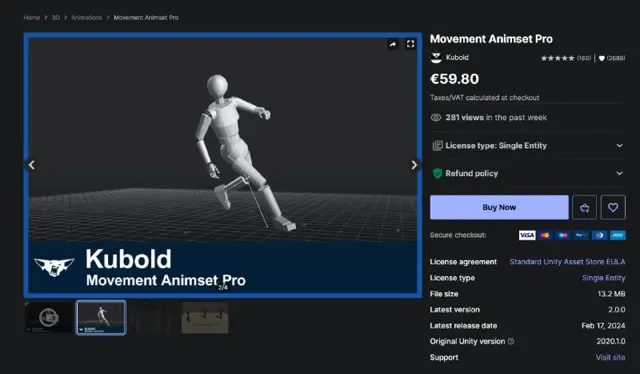 Home > 3D > Animations > Movement Animset Pro
Kubold
Movement Animset Pro
2/4
Kubold
Movement Animset Pro
Kubold
(169) | (2688)
€59.80
Taxes/VAT calculated at checkout
281 views in the past week
License type: Single Entity
Refund policy
Buy Now
Secure checkout: VISA
License agreement Standard Unity Asset Store EULA
License type Single Entity
File size 13.2 MB
Latest version 2.0.0
Latest release date Feb 17, 2024
Original Unity version 2020.1.0
Support Visit site